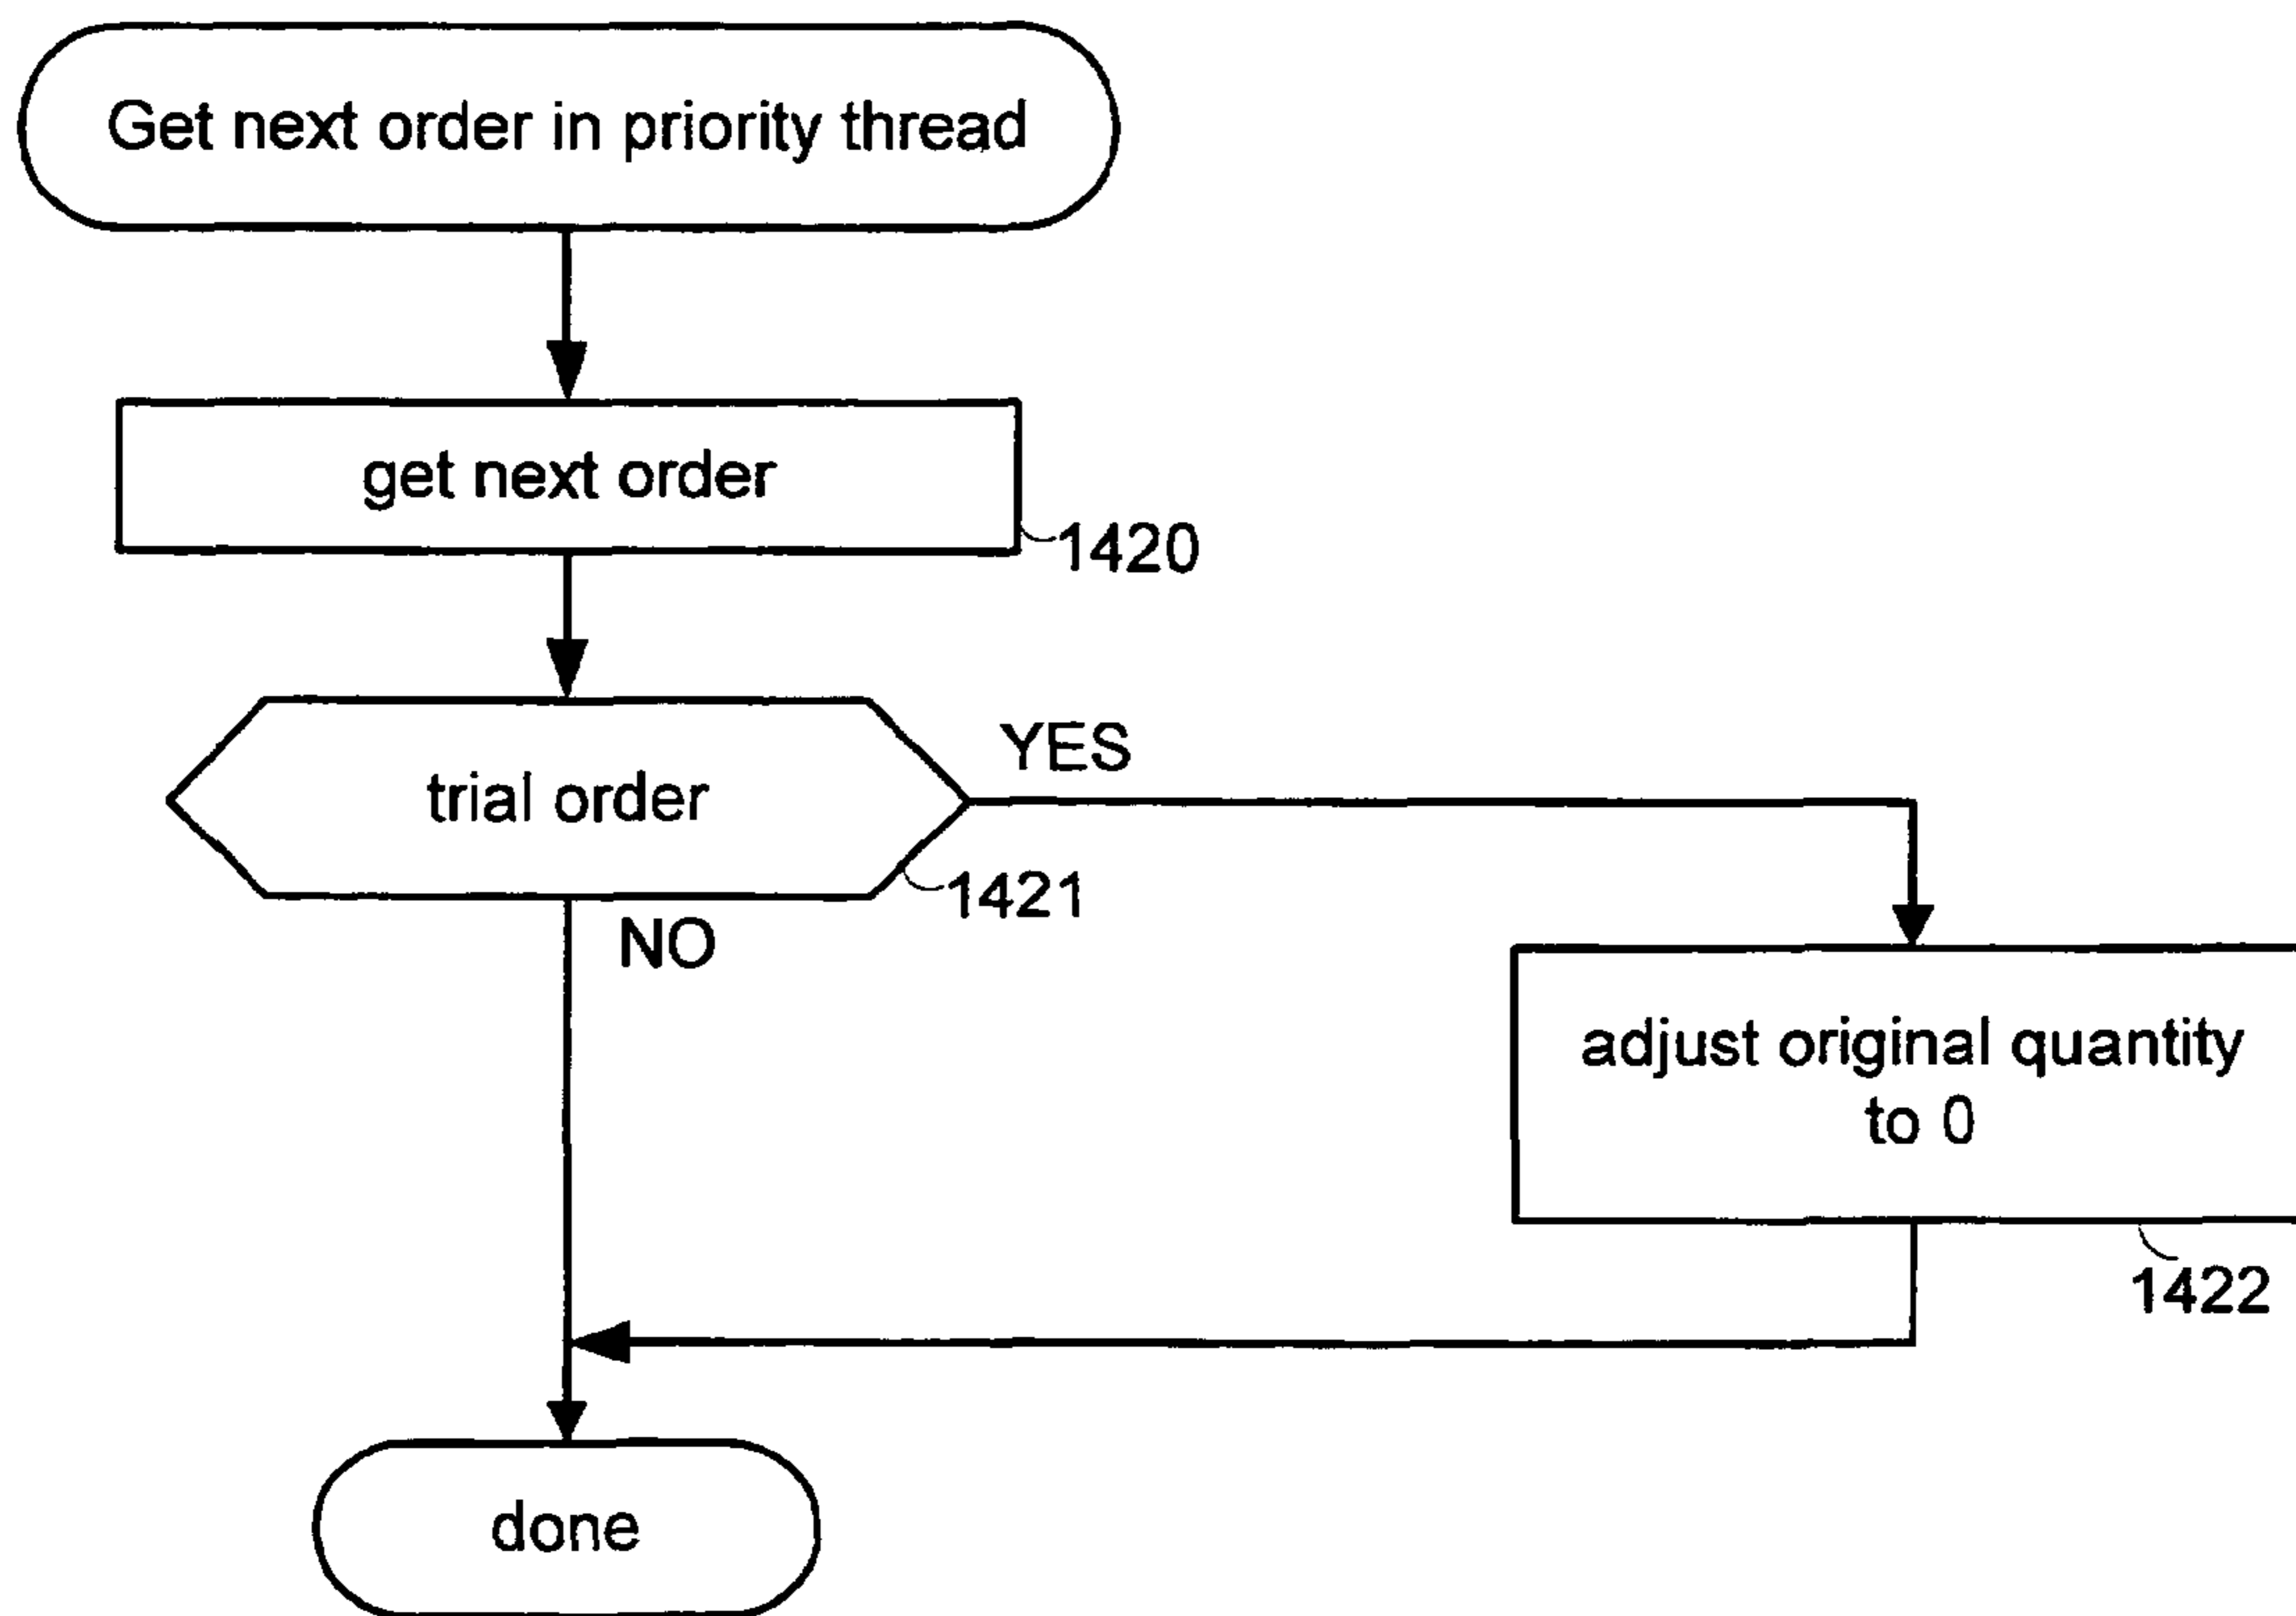 Get next order in priority thread
get next order
1420
trial order
YES
1421
NO
adjust original quantity
to 0
1422
done